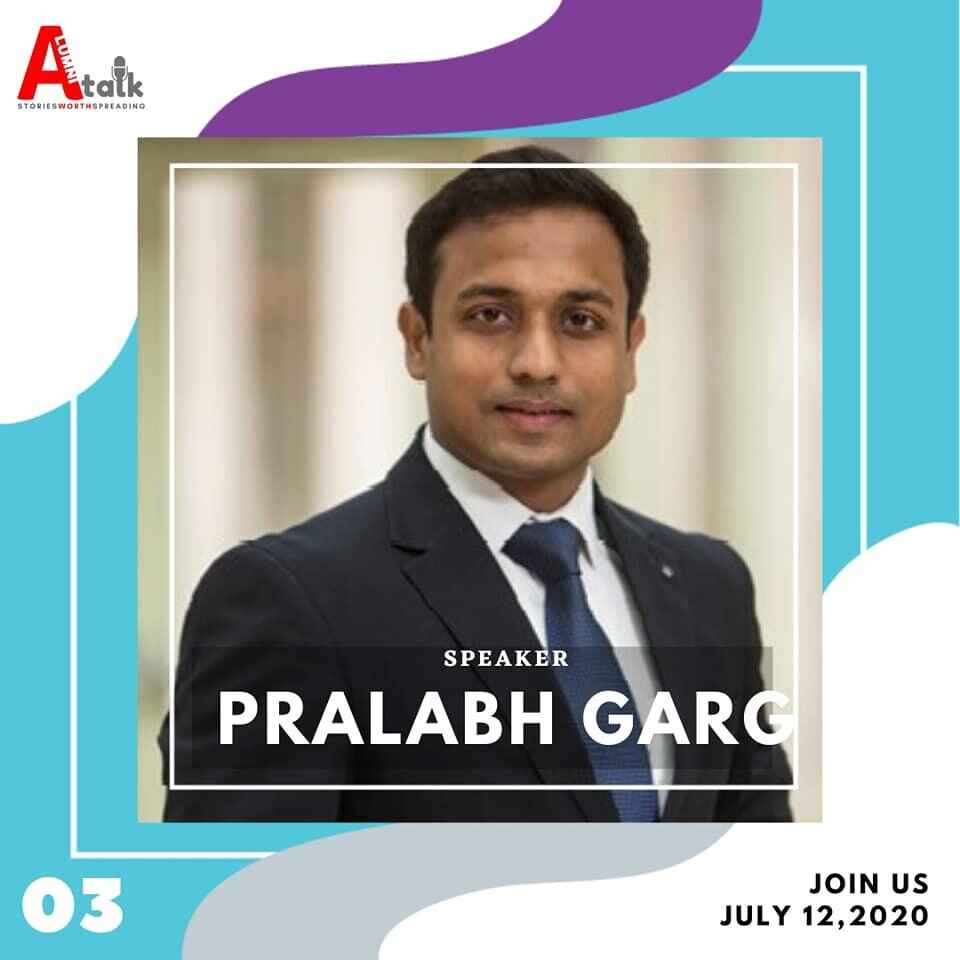 ALUMNI
talk
STORIESWORTHSPREADING
SPEAKER
PRALABH GARG
03
JOIN US
JULY 12,2020